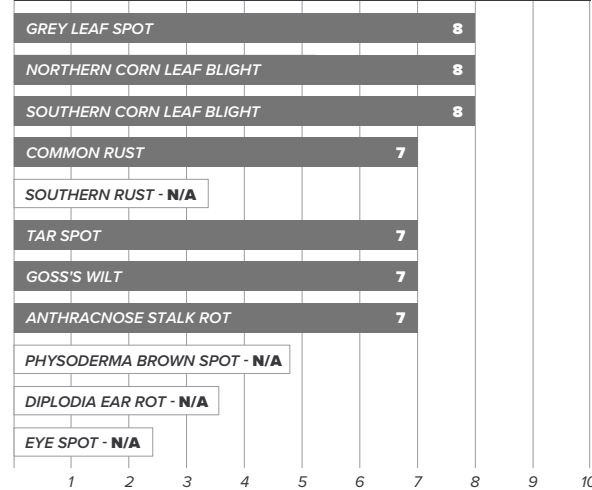 GREY LEAF SPOT 8
NORTHERN CORN LEAF BLIGHT 8
SOUTHERN CORN LEAF BLIGHT 8
COMMON RUST 7
SOUTHERN RUST - N/A
TAR SPOT 7
GOSS'S WILT 7
ANTHRACNOSE STALK ROT 7
PHYSODERMA BROWN SPOT - N/A
DIPLODIA EAR ROT - N/A
EYE SPOT - N/A
1 2 3 4 5 6 7 8 9 10